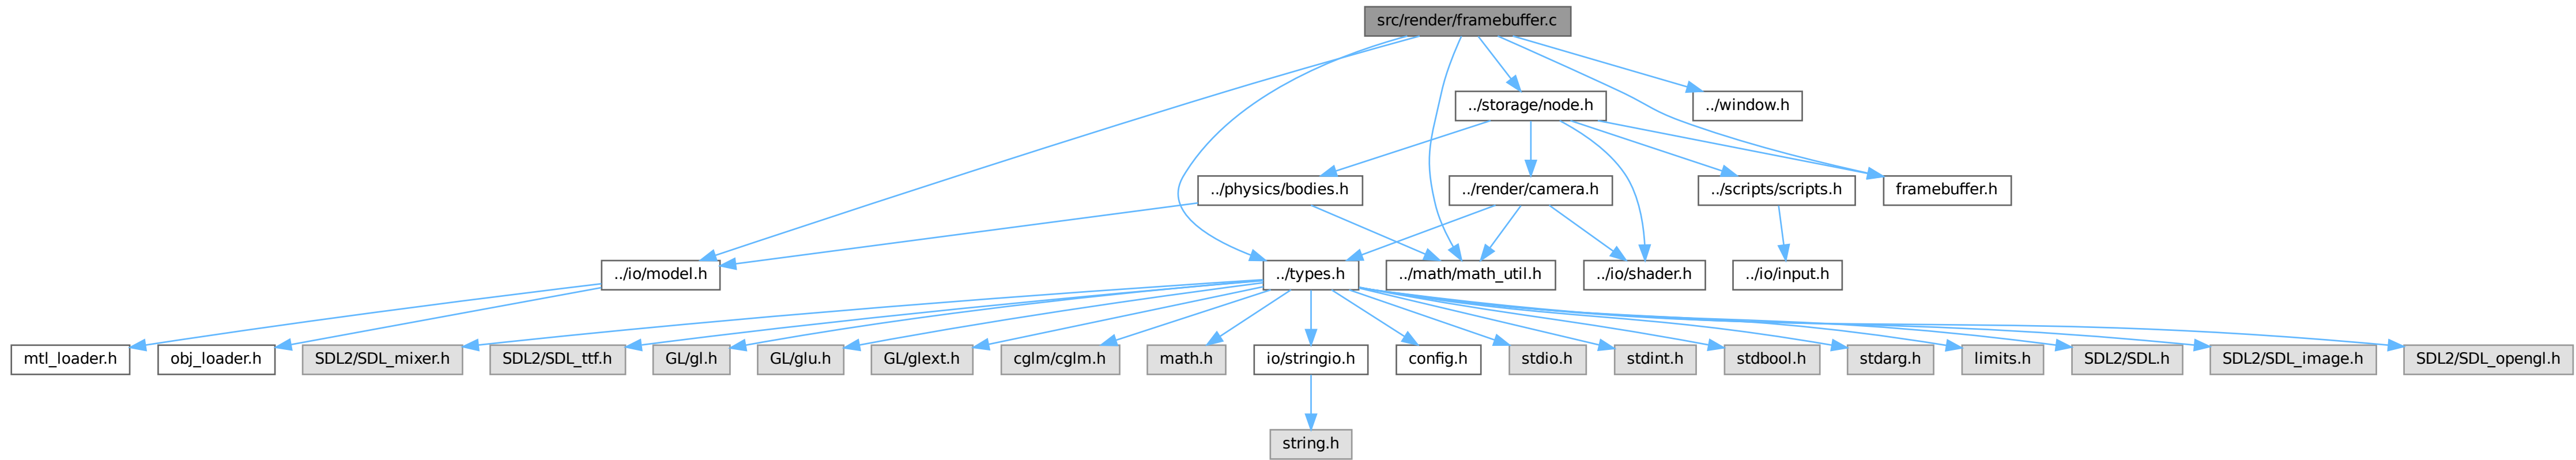 src/render/framebuffer.c
../storage/node.h
../window.h
../physics/bodies.h
../render/camera.h
../scripts/scripts.h
framebuffer.h
../io/model.h
../types.h
../math/math_util.h
../io/shader.h
../io/input.h
mtl_loader.h
obj_loader.h
SDL2/SDL_mixer.h
SDL2/SDL_ttf.h
GL/gl.h
GL/glu.h
GL/glext.h
cglm/cglm.h
math.h
io/stringio.h
config.h
stdio.h
stdint.h
stdbool.h
stdarg.h
limits.h
SDL2/SDL.h
SDL2/SDL_image.h
SDL2/SDL_opengl.h
string.h